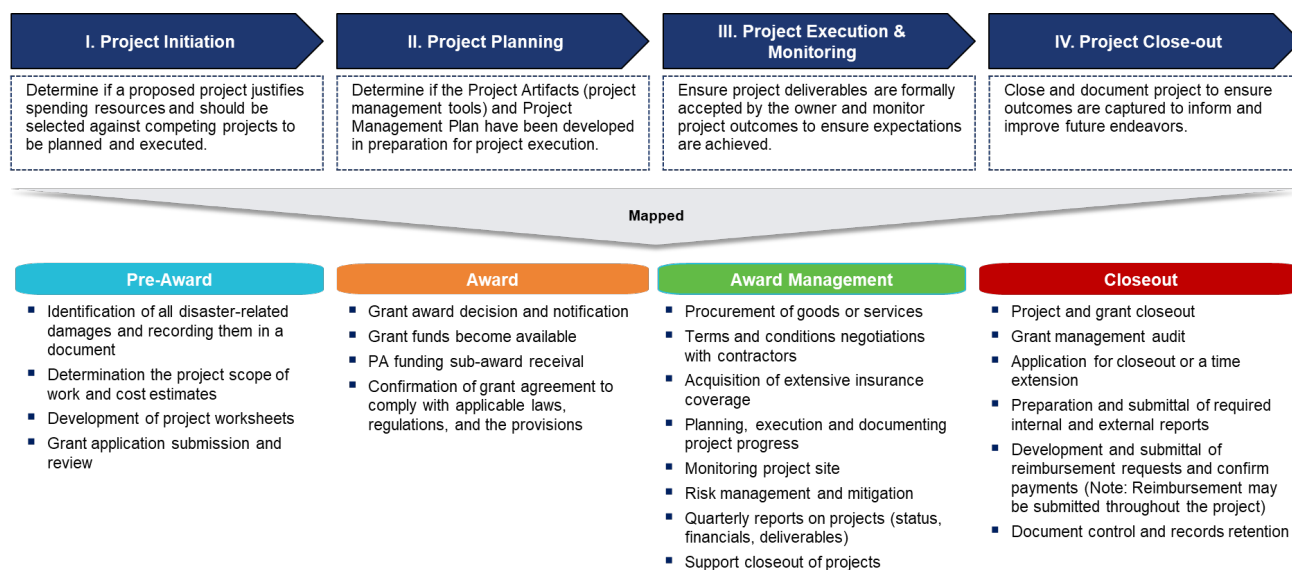 I. Project Initiation
II. Project Planning
III. Project Execution &
Monitoring
IV. Project Close-out
Determine if a proposed project justifies
spending resources and should be
selected against competing projects to
be planned and executed.
Determine if the Project Artifacts (project
management tools) and Project
Management Plan have been developed
in preparation for project execution.
Ensure project deliverables are formally
accepted by the owner and monitor
project outcomes to ensure expectations
are achieved.
Close and document project to ensure
outcomes are captured to inform and
improve future endeavors.
Mapped
Pre-Award
■ Identification of all disaster-related
damages and recording them in a
document
■ Determination the project scope of
work and cost estimates
■ Development of project worksheets
■ Grant application submission and
review
Award
■ Grant award decision and notification
■ Grant funds become available
■ PA funding sub-award receival
■ Confirmation of grant agreement to
comply with applicable laws,
regulations, and the provisions
Award Management
■ Procurement of goods or services
■ Terms and conditions negotiations
with contractors
■ Acquisition of extensive insurance
coverage
■ Planning, execution and documenting
project progress
■ Monitoring project site
■ Risk management and mitigation
■ Quarterly reports on projects (status,
financials, deliverables)
■ Support closeout of projects
Closeout
■ Project and grant closeout
■ Grant management audit
■ Application for closeout or a time
extension
■ Preparation and submittal of required
internal and external reports
■ Development and submittal of
reimbursement requests and confirm
payments (Note: Reimbursement may
be submitted throughout the project)
■ Document control and records retention